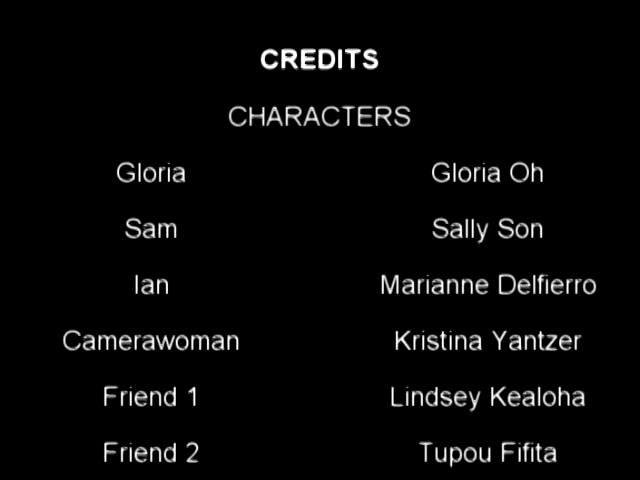 CREDITS
CHARACTERS
Gloria Gloria Oh
Sam Sally Son
Ian Marianne Delfierro
Camerawoman Kristina Yantzer
Friend 1 Lindsey Kealoha
Friend 2 Tupou Fifita